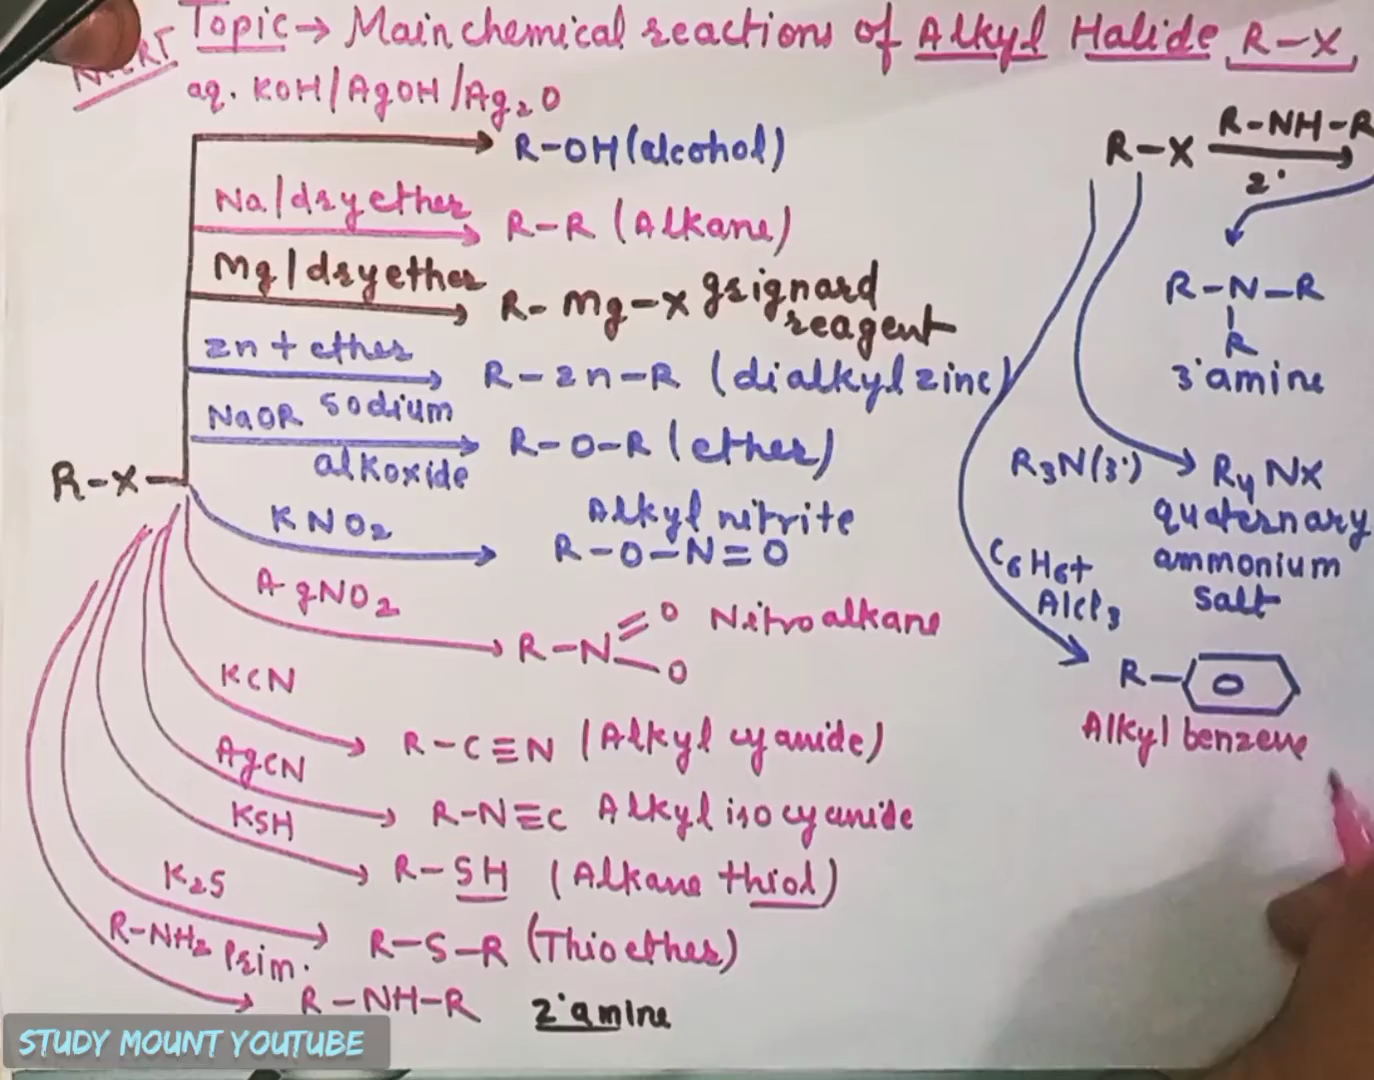 NCERT Topic → Main chemical reactions of Alkyl Halide R-X
aq. KOH/AgOH/Ag₂O
R-OH (alcohol)
Na/dry ether
R-R (Alkane)
Mg/dry ether
R-Mg-X grignard
reagent
zn + ether
R-zn-R (dialkyl zinc)
NaOR sodium
alkoxide
R-O-R (ether)
R-X
KNO₂
Alkyl nitrite
R-O-N=O
AgNO₂
R-N
O
O
Nitroalkane
KCN
R-C≡N (Alkyl cyanide)
AgCN
R-N≡C Alkyl isocyanide
KSH
R-SH (Alkane thiol)
K₂S
R-S-R (Thioether)
R-NH₂ Prim.
R-NH-R 2°amine
R-X
R-NH-R
2°
R-N-R
R
3°amine
R₃N(3°)
R₄NX
quaternary
ammonium
salt
C₆H₆+
AlCl₃
R-
Alkyl benzene
STUDY MOUNT YOUTUBE